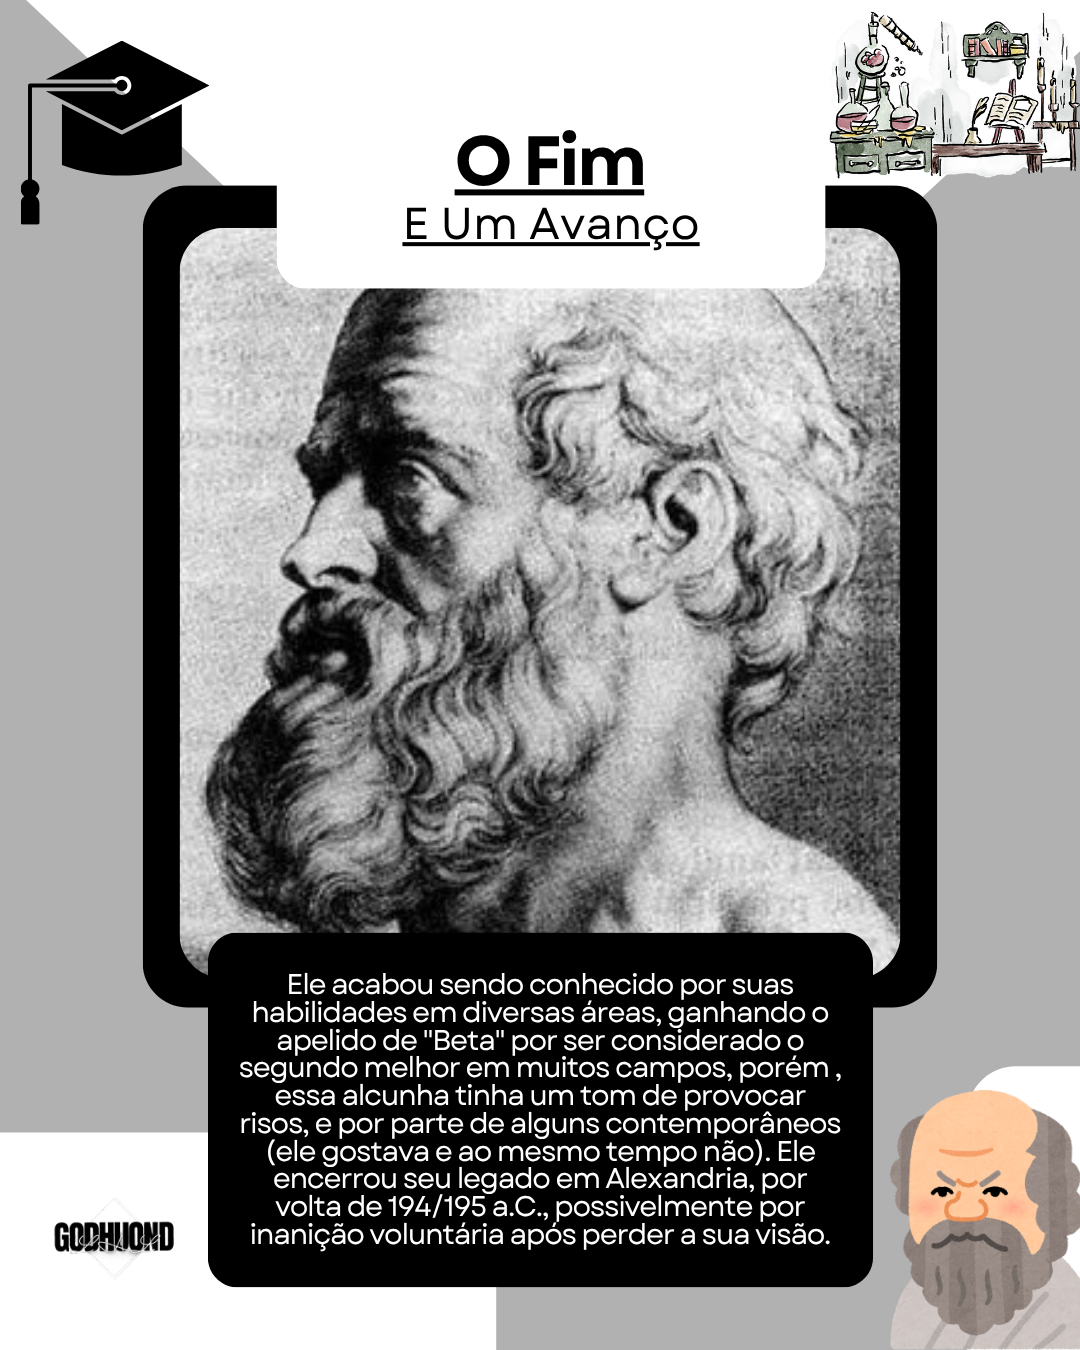 O Fim
E Um Avanço
Ele acabou sendo conhecido por suas
habilidades em diversas áreas, ganhando o
apelido de "Beta" por ser considerado o
segundo melhor em muitos campos, porém ,
essa alcunha tinha um tom de provocar
risos, e por parte de alguns contemporâneos
(ele gostava e ao mesmo tempo não). Ele
encerrou seu legado em Alexandria, por
volta de 194/195 a.C., possivelmente por
inanição voluntária após perder a sua visão.